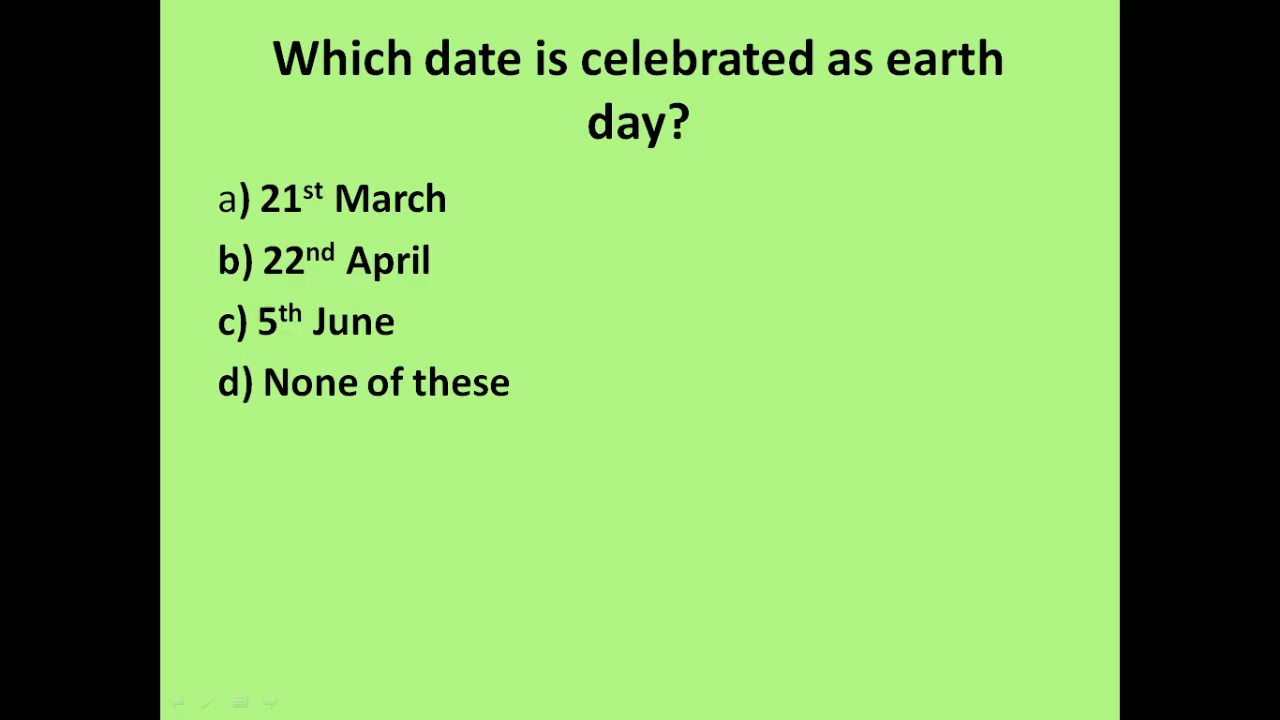 Which date is celebrated as earth
day?
a) 21st March
b) 22nd April
c) 5th June
d) None of these